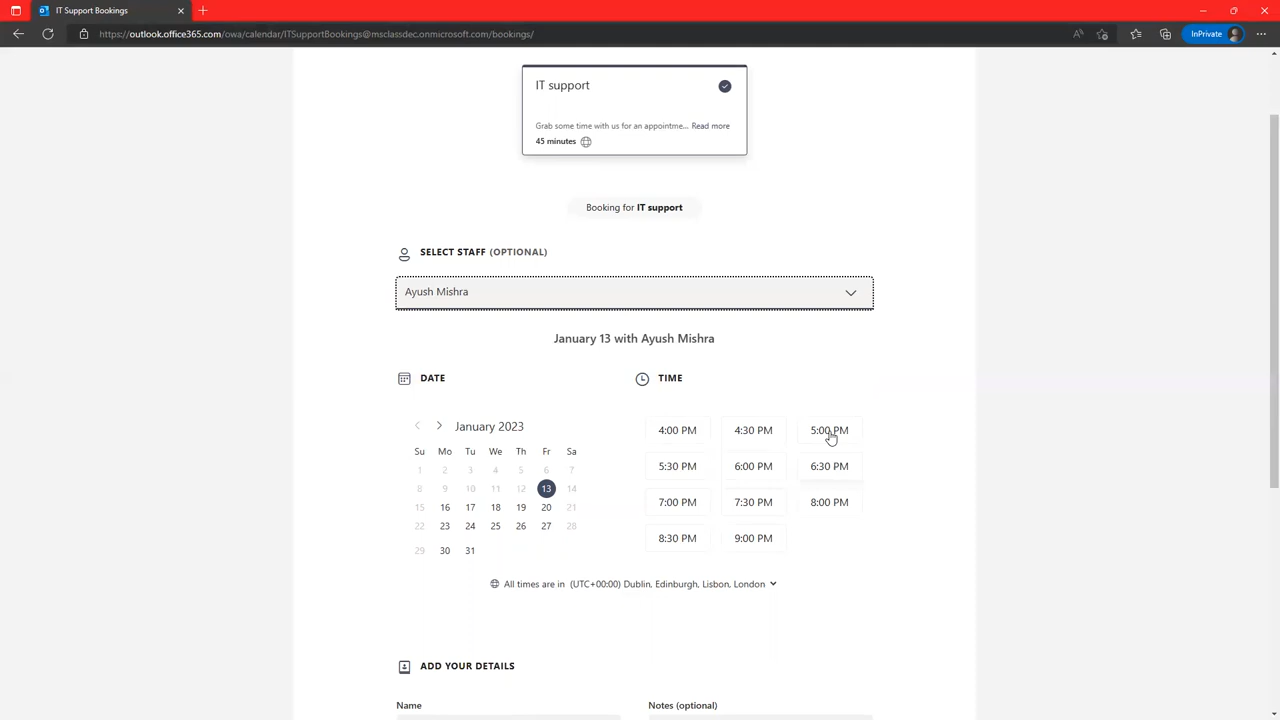 IT Support Bookings
https://outlook.office365.com/owa/calendar/ITSupportBookings@msclassdec.onmicrosoft.com/bookings/
InPrivate
IT support
Grab some time with us for an appointme... Read more
45 minutes
Booking for IT support
SELECT STAFF (OPTIONAL)
Ayush Mishra
January 13 with Ayush Mishra
DATE
January 2023
Su Mo Tu We Th Fr Sa
1 2 3 4 5 6 7
8 9 10 11 12 13 14
15 16 17 18 19 20 21
22 23 24 25 26 27 28
29 30 31
TIME
4:00 PM 4:30 PM 5:00 PM
5:30 PM 6:00 PM 6:30 PM
7:00 PM 7:30 PM 8:00 PM
8:30 PM 9:00 PM
All times are in (UTC+00:00) Dublin, Edinburgh, Lisbon, London
ADD YOUR DETAILS
Name
Notes (optional)